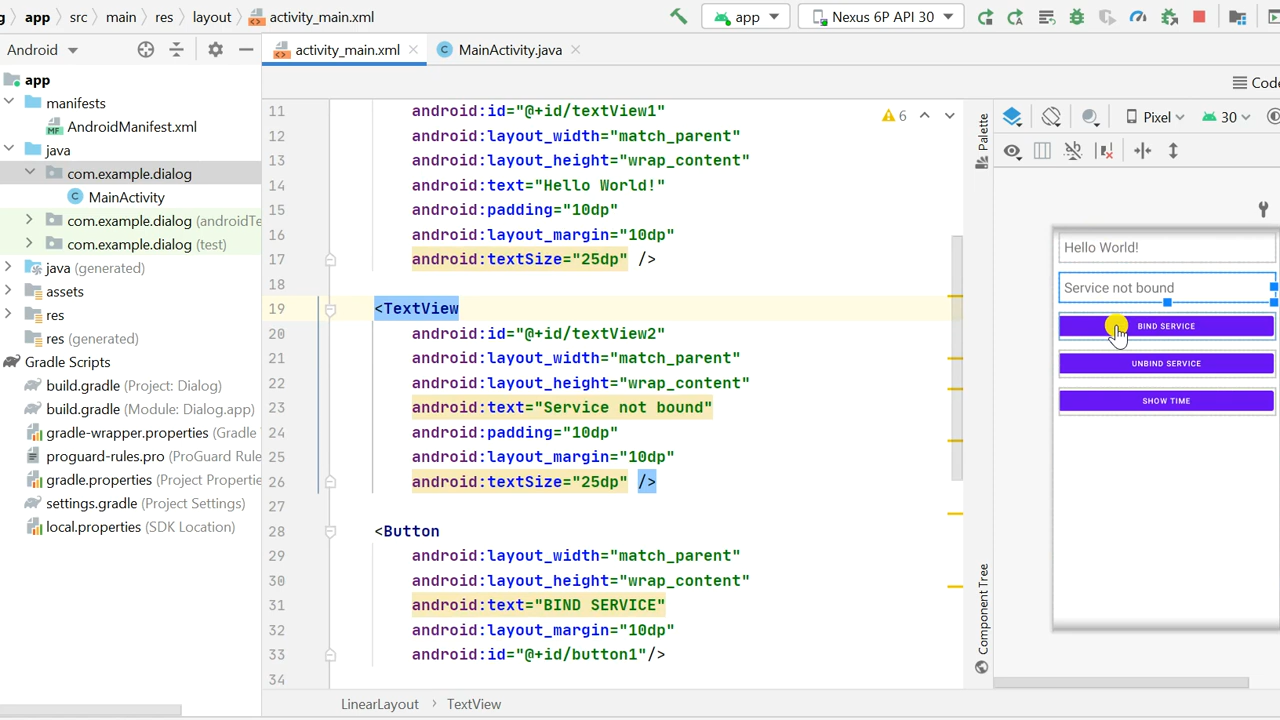 app src main res layout activity_main.xml app Nexus 6P API 30
Android activity_main.xml MainActivity.java
app
manifests
AndroidManifest.xml
java
com.example.dialog
MainActivity
com.example.dialog (androidTe
com.example.dialog (test)
java (generated)
assets
res
res (generated)
Gradle Scripts
build.gradle (Project: Dialog)
build.gradle (Module: Dialog.app)
gradle-wrapper.properties (Gradle
proguard-rules.pro (ProGuard Rule
gradle.properties (Project Propertie
settings.gradle (Project Settings)
local.properties (SDK Location)
Code
6
11 android:id="@+id/textView1"
12 android:layout_width="match_parent"
13 android:layout_height="wrap_content"
14 android:text="Hello World!"
15 android:padding="10dp"
16 android:layout_margin="10dp"
17 android:textSize="25dp" />
18
19 <TextView
20 android:id="@+id/textView2"
21 android:layout_width="match_parent"
22 android:layout_height="wrap_content"
23 android:text="Service not bound"
24 android:padding="10dp"
25 android:layout_margin="10dp"
26 android:textSize="25dp" />
27
28 <Button
29 android:layout_width="match_parent"
30 android:layout_height="wrap_content"
31 android:text="BIND SERVICE"
32 android:layout_margin="10dp"
33 android:id="@+id/button1"/>
34
LinearLayout TextView
Palette
Component Tree
Pixel 30
Hello World!
Service not bound
BIND SERVICE
UNBIND SERVICE
SHOW TIME